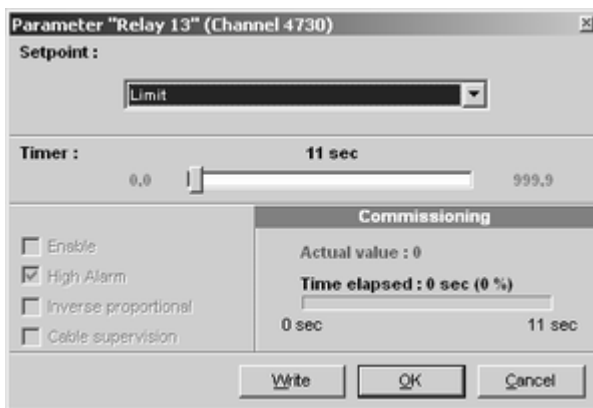 Parameter "Relay 13" (Channel 4730)
Setpoint :
Limit
Timer : 11 sec
0.0 999.9
Commissioning
Enable
High Alarm
Inverse proportional
Cable supervision
Actual value : 0
Time elapsed : 0 sec (0 %)
0 sec 11 sec
Write OK Cancel